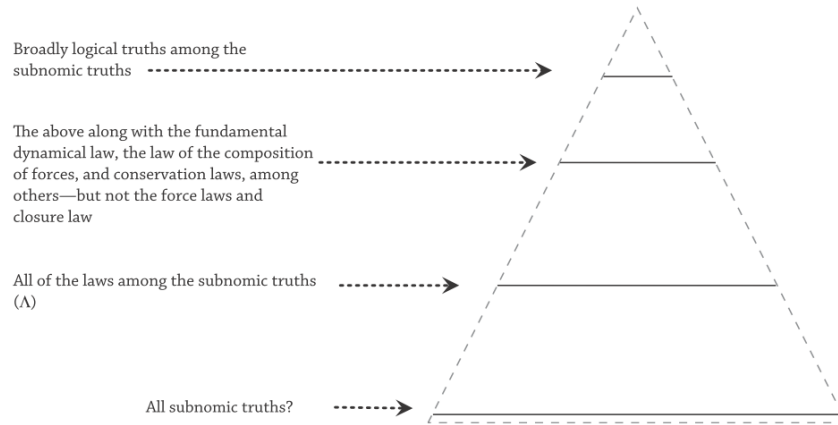 Broadly logical truths among the
subnomic truths
The above along with the fundamental
dynamical law, the law of the composition
of forces, and conservation laws, among
others—but not the force laws and
closure law
All of the laws among the subnomic truths
(Λ)
All subnomic truths?